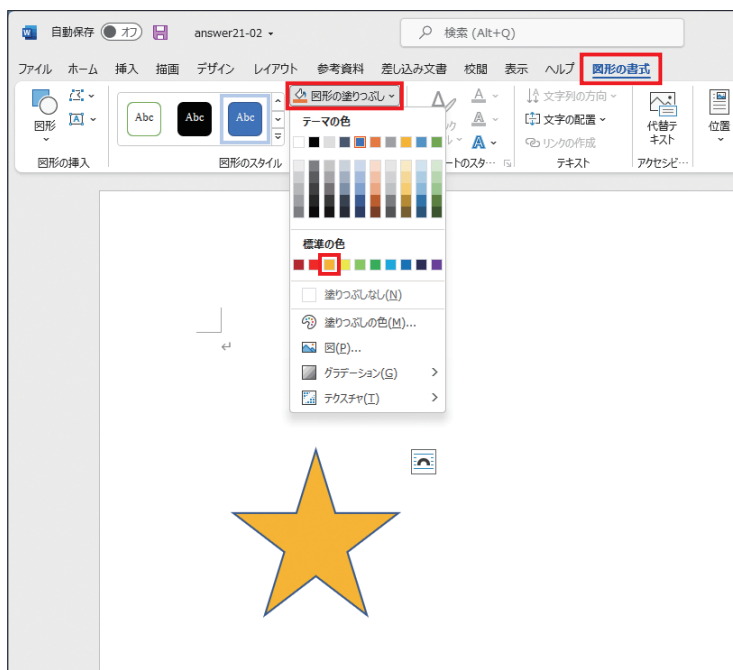 自動保存 オフ answer21-02 検索 (Alt+Q)
ファイル ホーム 挿入 描画 デザイン レイアウト 参考資料 差し込み文書 校閲 表示 ヘルプ 図形の書式
図形の塗りつぶし
文字列の方向
図形
Abc Abc Abc
文字の配置
代替テ
キスト
位置
リンクの作成
図形の挿入 図形のスタイル ートのスタ… テキスト アクセシビ…
テーマの色
標準の色
塗りつぶしなし(N)
塗りつぶしの色(M)...
図(P)...
グラデーション(G)
テクスチャ(T)